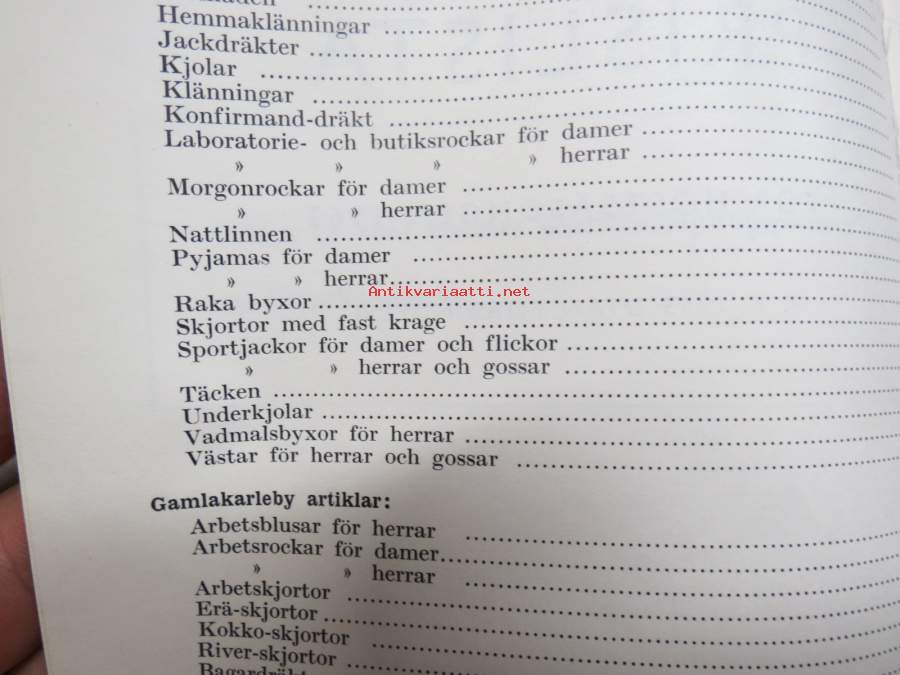 Hemmaklänningar
Jackdräkter
Kjolar
Klänningar
Konfirmand-dräkt
Laboratorie- och butiksrockar för damer
» » » » herrar
Morgonrockar för damer
» » herrar
Nattlinnen
Pyjamas för damer
» » herrar
Antikvariaatti.net
Raka byxor
Skjortor med fast krage
Sportjackor för damer och flickor
» » herrar och gossar
Täcken
Underkjolar
Vadmalsbyxor för herrar
Västar för herrar och gossar
Gamlakarleby artiklar:
Arbetsblusar för herrar
Arbetsrockar för damer
» » herrar
Arbetskjortor
Erä-skjortor
Kokko-skjortor
River-skjortor